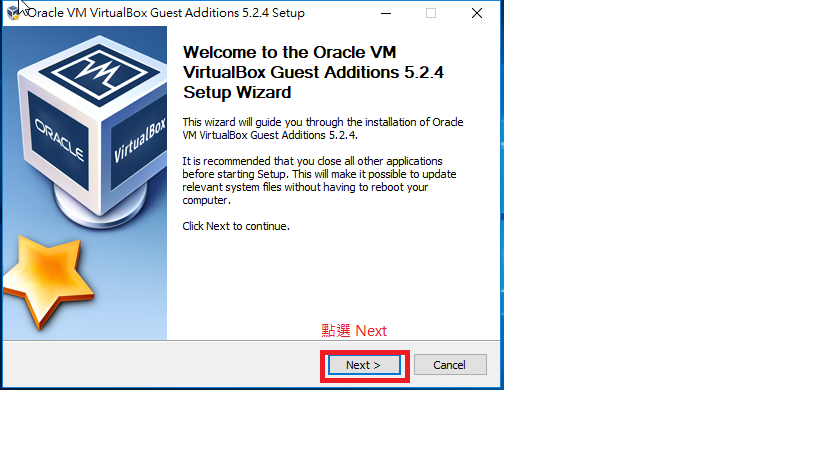 Oracle VM VirtualBox Guest Additions 5.2.4 Setup
Welcome to the Oracle VM
VirtualBox Guest Additions 5.2.4
Setup Wizard
This wizard will guide you through the installation of Oracle
VM VirtualBox Guest Additions 5.2.4.
It is recommended that you close all other applications
before starting Setup. This will make it possible to update
relevant system files without having to reboot your
computer.
Click Next to continue.
ORACLE
VirtualBox
點選 Next
Next >
Cancel